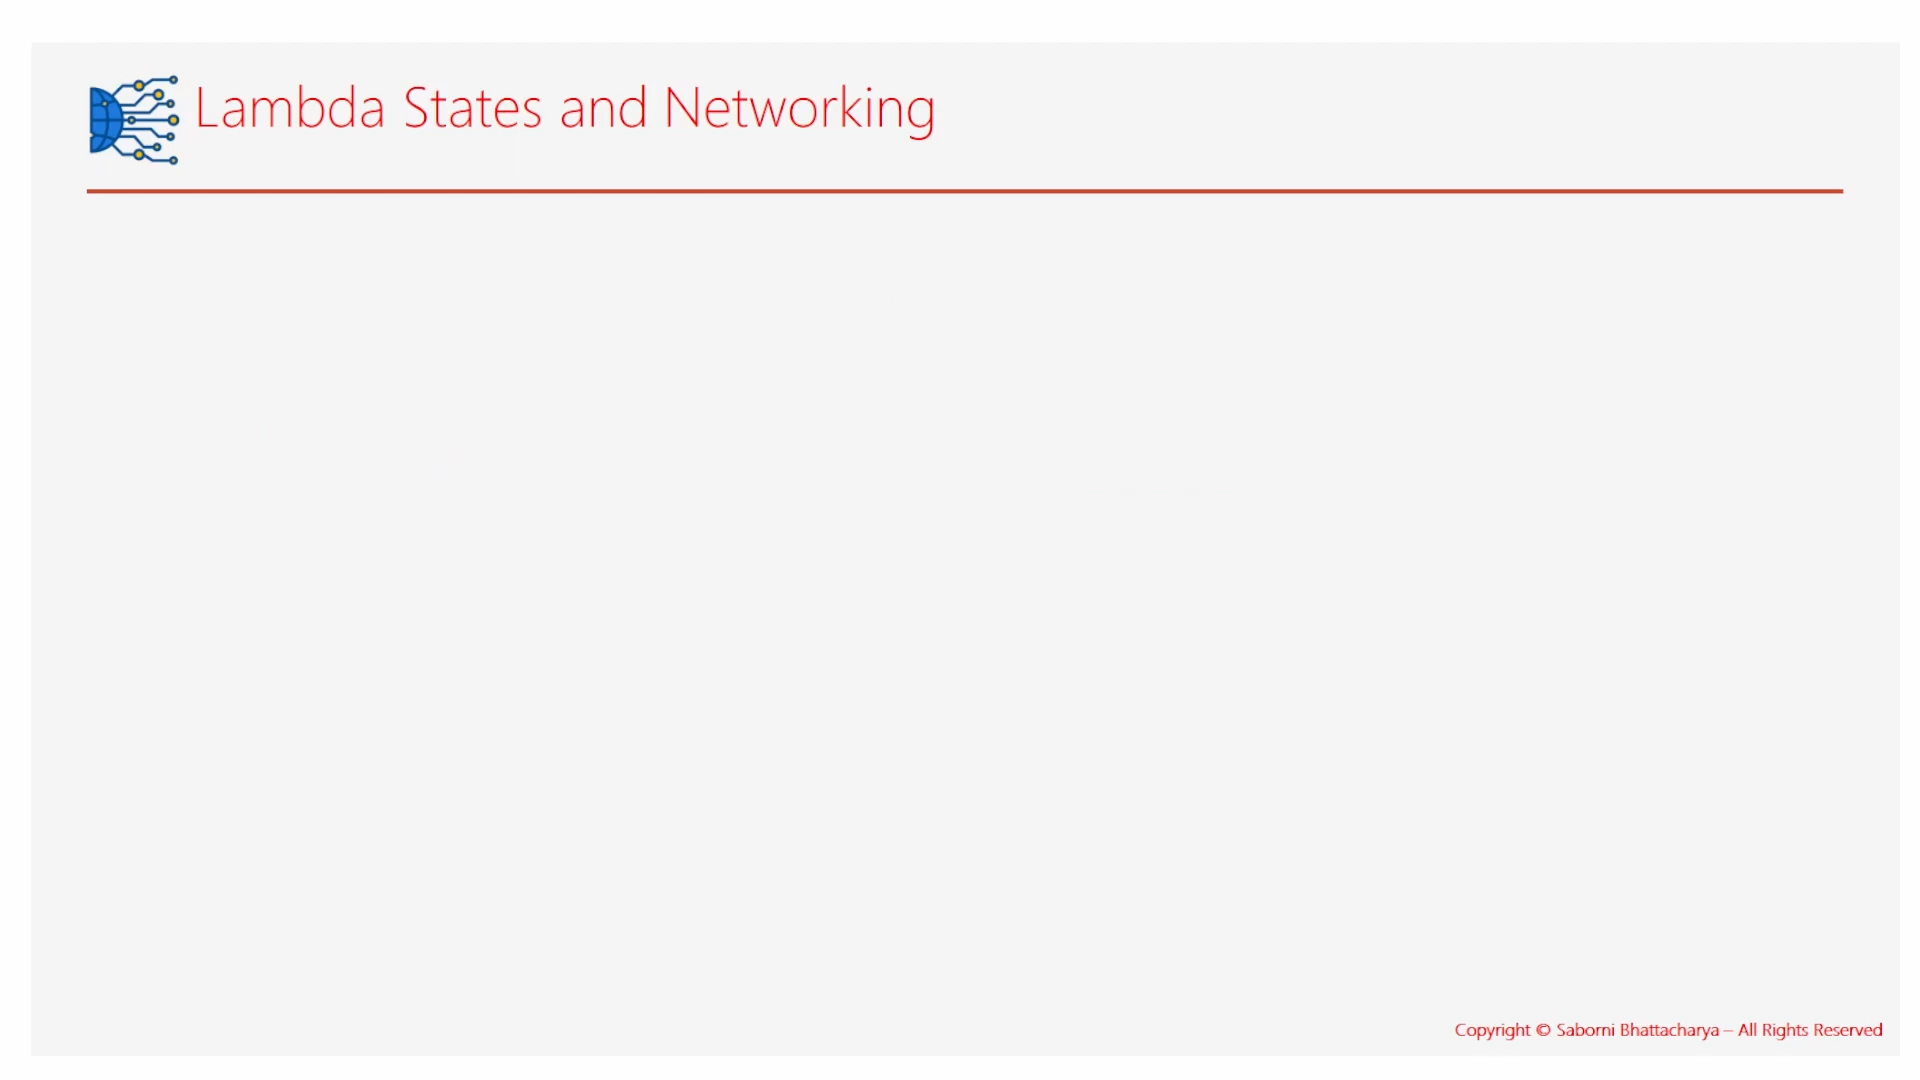 Lambda States and Networking
Copyright © Saborni Bhattacharya – All Rights Reserved